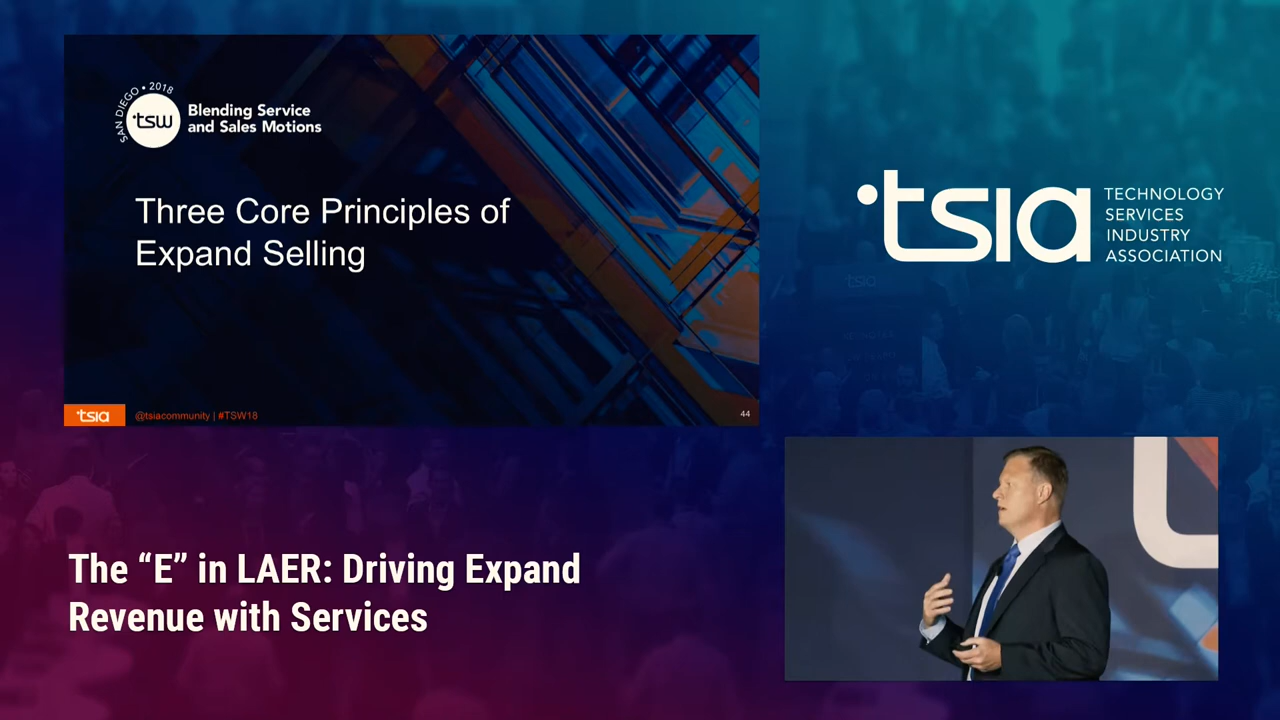 SAN DIEGO • 2018
tsw
Blending Service
and Sales Motions
Three Core Principles of
Expand Selling
tsia
@tsiacommunity | #TSW18
44
tsia
TECHNOLOGY
SERVICES
INDUSTRY
ASSOCIATION
The “E” in LAER: Driving Expand
Revenue with Services